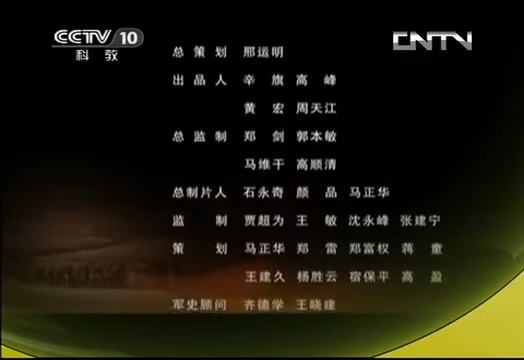 CCTV 10
科教
CNTV
总策划 邢运明
出品人 辛旗 高峰
黄宏 周天江
总监制 郑剑 郭本敏
马维干 高顺清
总制片人 石永奇 颜品 马正华
监制 贾超为 王敏 沈永峰 张建宁
策划 马正华 郑雷 郑富权 蒋童
王建久 杨胜云 宿保平 高盈
军史顾问 齐德学 王晓建